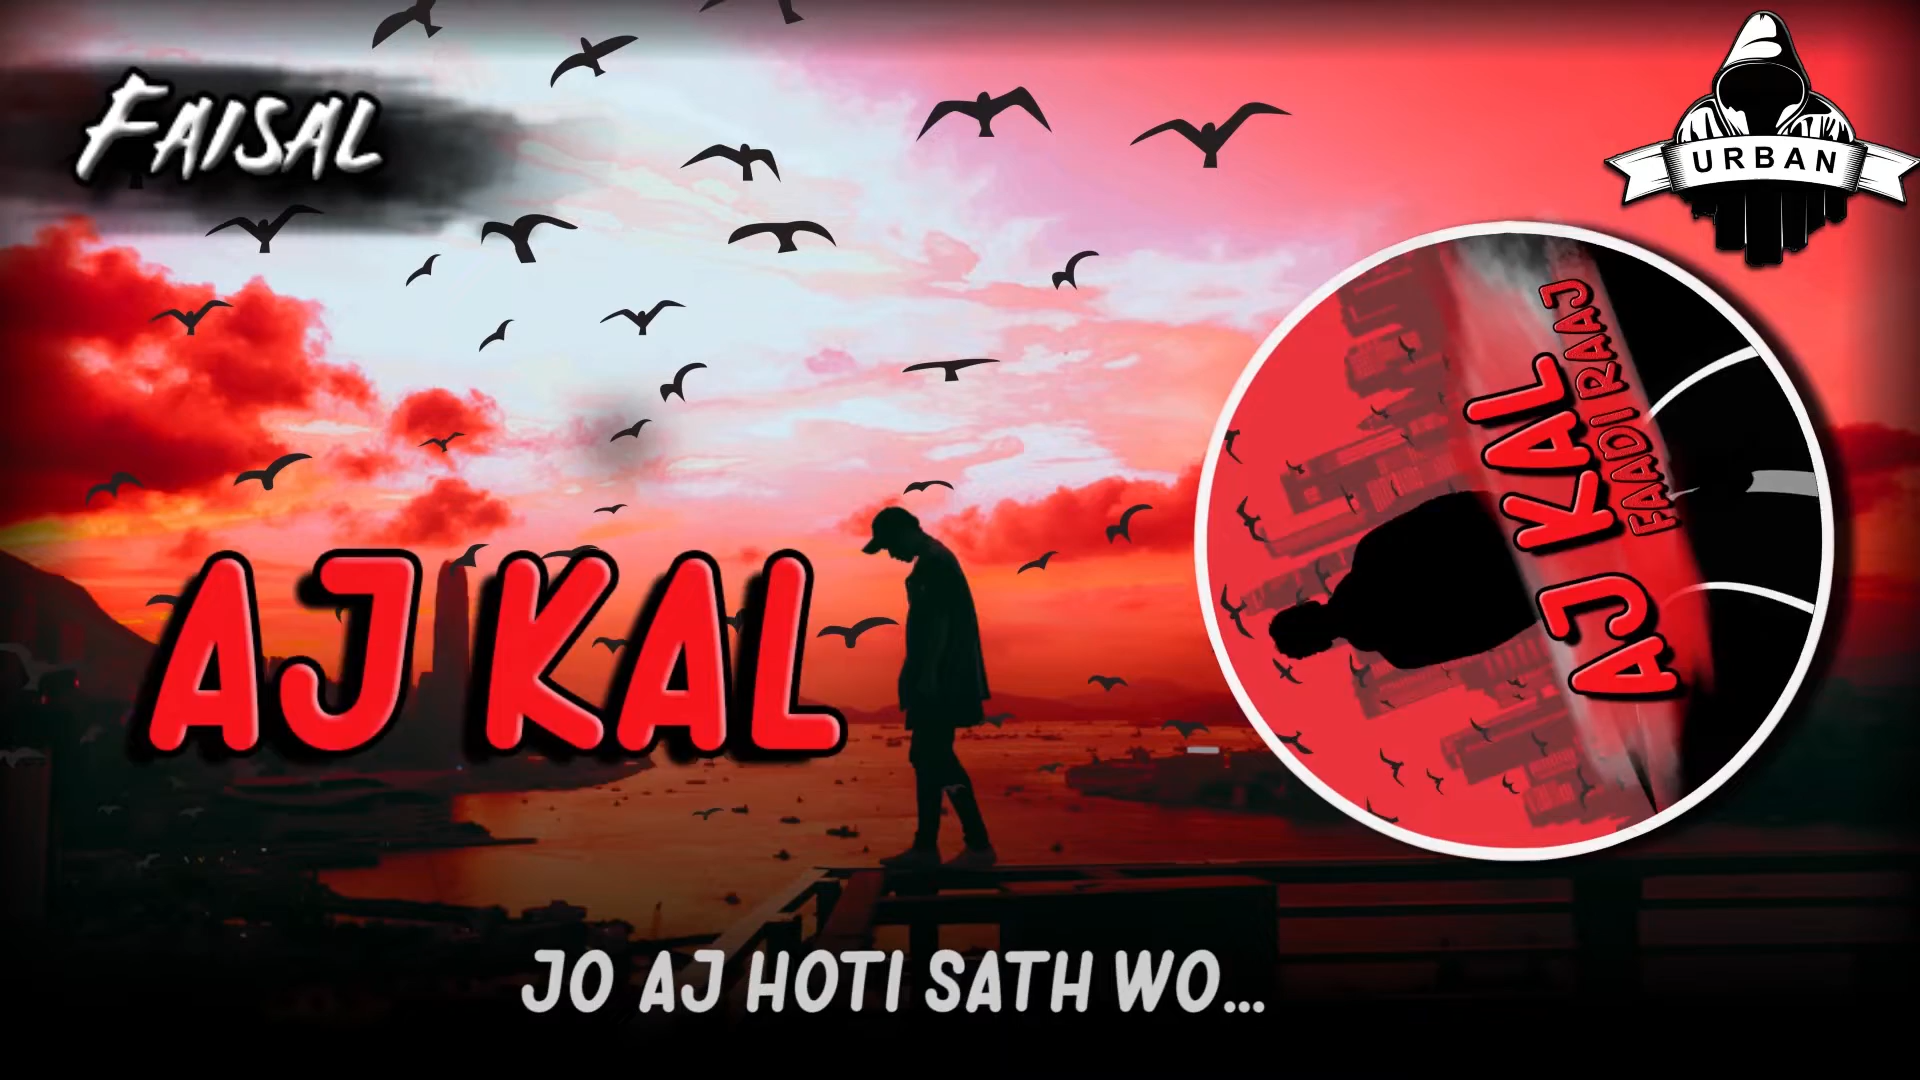 FAISAL
URBAN
AJ KAL
FAADI RAAJ
AJ KAL
JO AJ HOTI SATH WO...